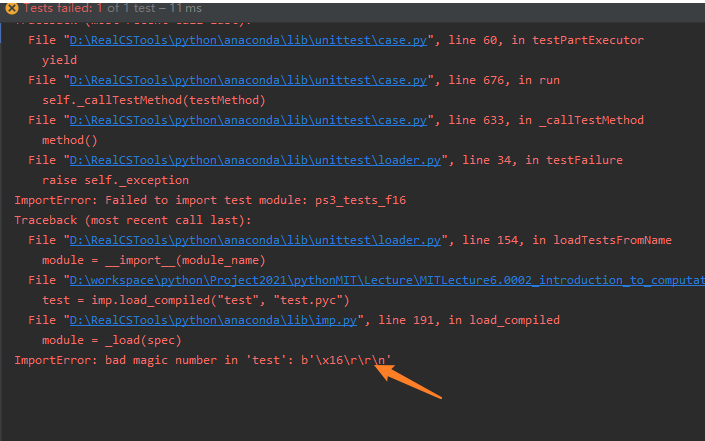 Tests failed: 1 of 1 test – 11 ms
Traceback (most recent call last):
File "D:\RealCSTools\python\anaconda\lib\unittest\case.py", line 60, in testPartExecutor
yield
File "D:\RealCSTools\python\anaconda\lib\unittest\case.py", line 676, in run
self._callTestMethod(testMethod)
File "D:\RealCSTools\python\anaconda\lib\unittest\case.py", line 633, in _callTestMethod
method()
File "D:\RealCSTools\python\anaconda\lib\unittest\loader.py", line 34, in testFailure
raise self._exception
ImportError: Failed to import test module: ps3_tests_f16
Traceback (most recent call last):
File "D:\RealCSTools\python\anaconda\lib\unittest\loader.py", line 154, in loadTestsFromName
module = __import__(module_name)
File "D:\workspace\python\Project2021\pythonMIT\Lecture\MITLecture6.0002_introduction_to_computat
test = imp.load_compiled("test", "test.pyc")
File "D:\RealCSTools\python\anaconda\lib\imp.py", line 191, in load_compiled
module = _load(spec)
ImportError: bad magic number in 'test': b'\x16\r\r\n'